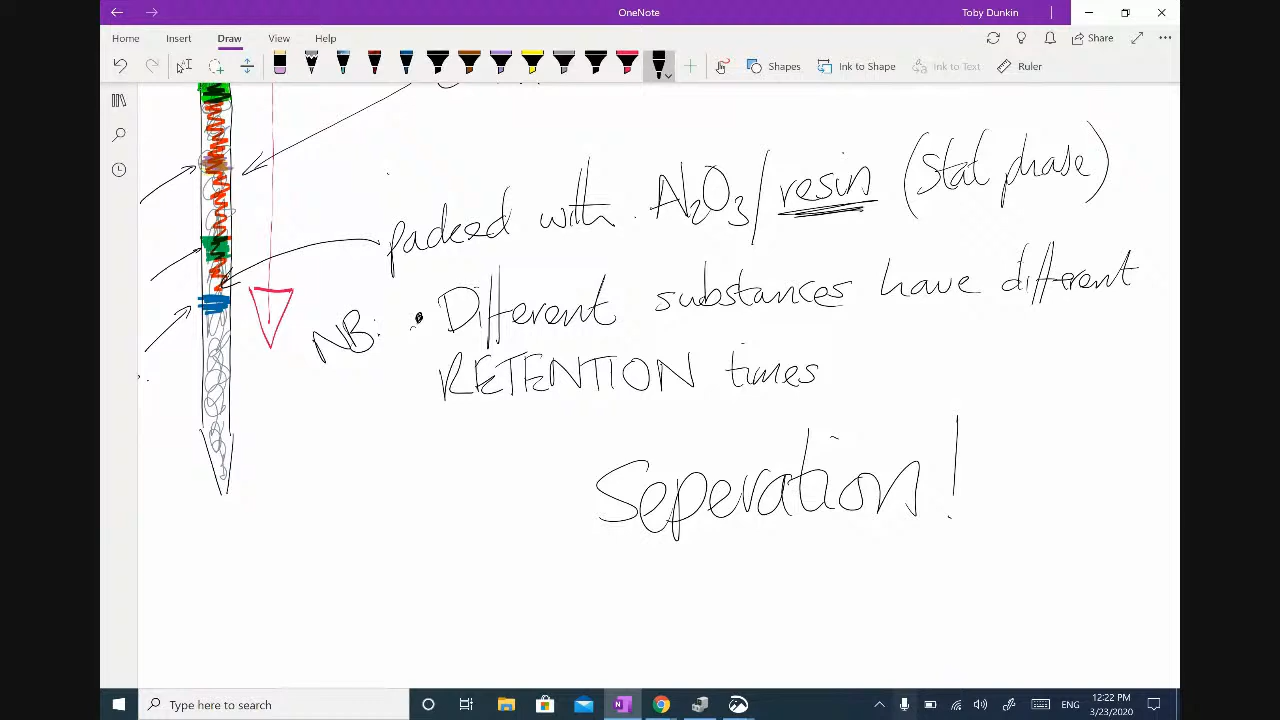 OneNote
Toby Dunkin
Home Insert Draw View Help
Share
Shapes Ink to Shape Ink to Text Ruler
packed with Al2O3/resin (Stat phase)
NB: • Different substances have different
RETENTION times
Seperation!
Type here to search
ENG
12:22 PM
3/23/2020